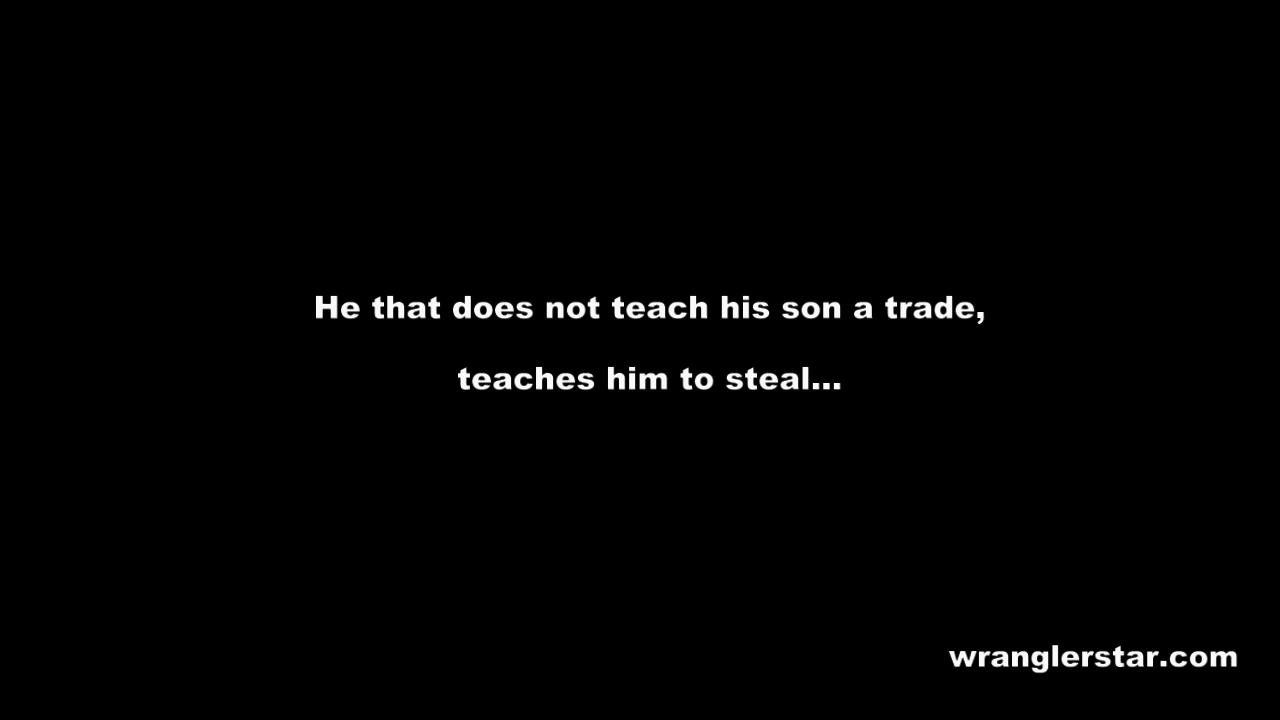 He that does not teach his son a trade,
teaches him to steal...
wranglerstar.com